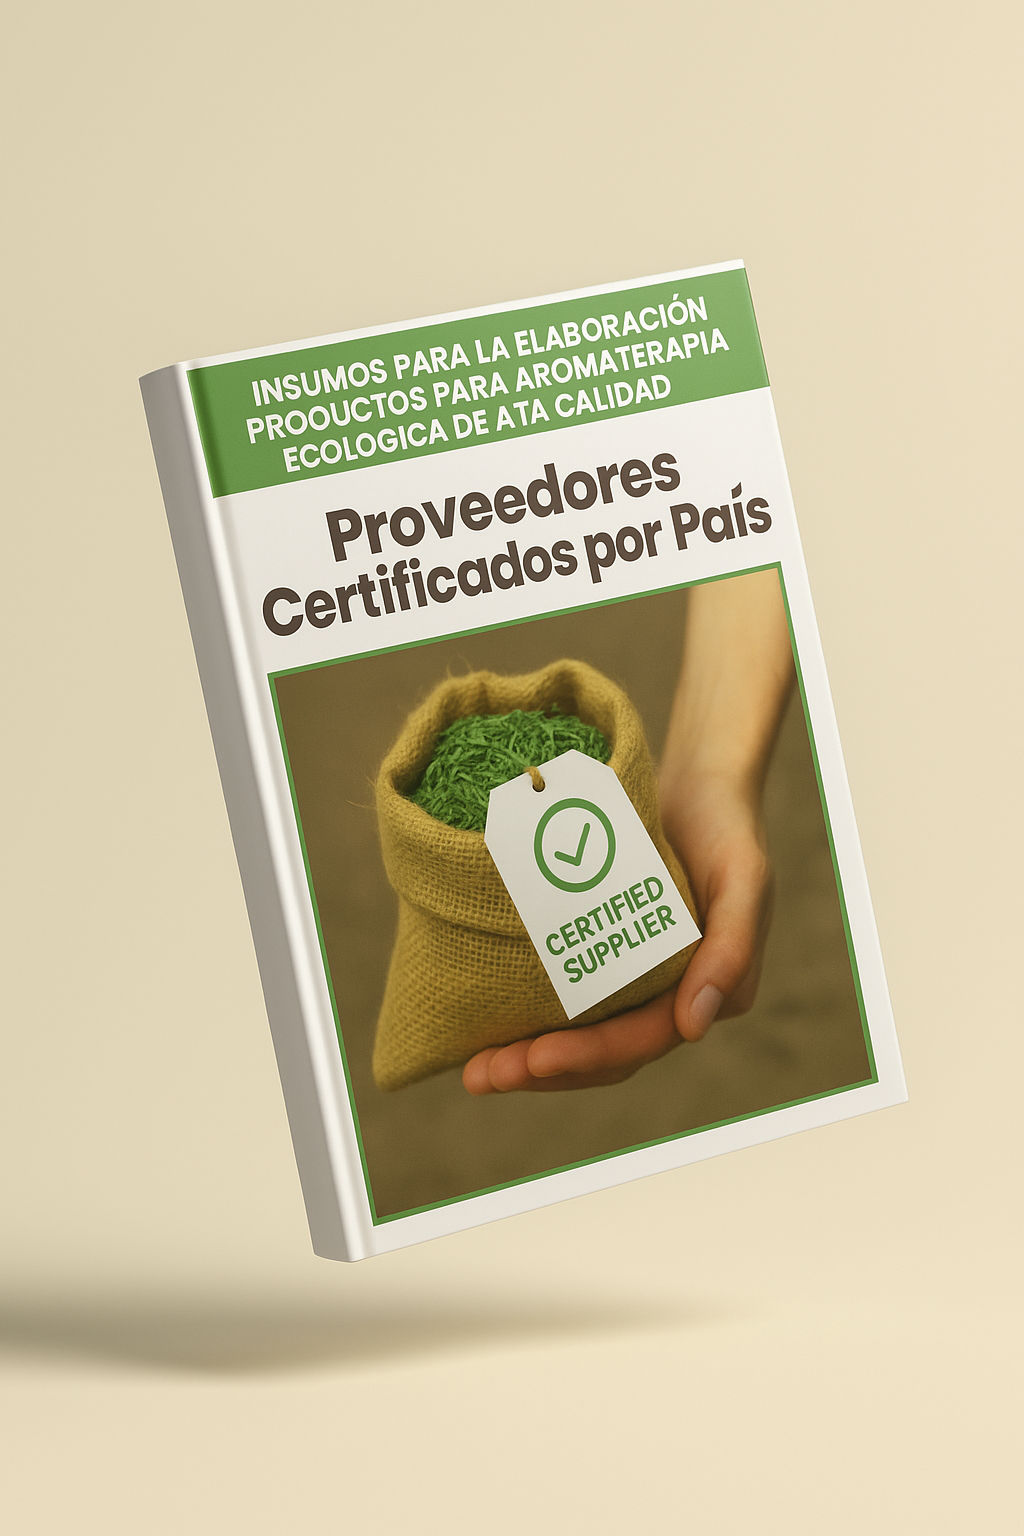 INSUMOS PARA LA ELABORACIÓN
PROOUCTOS PARA AROMATERAPIA
ECOLOGICA DE ATA CALIDAD
Proveedores
Certificados por País
CERTIFIED
SUPPLIER